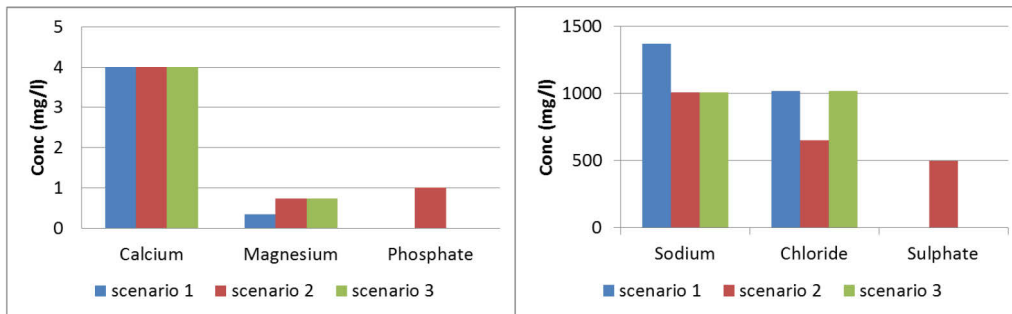 Conc (mg/l)
5
4
3
2
1
0
Calcium Magnesium Phosphate
scenario 1 scenario 2 scenario 3
Conc (mg/l)
1500
1000
500
0
Sodium Chloride Sulphate
scenario 1 scenario 2 scenario 3